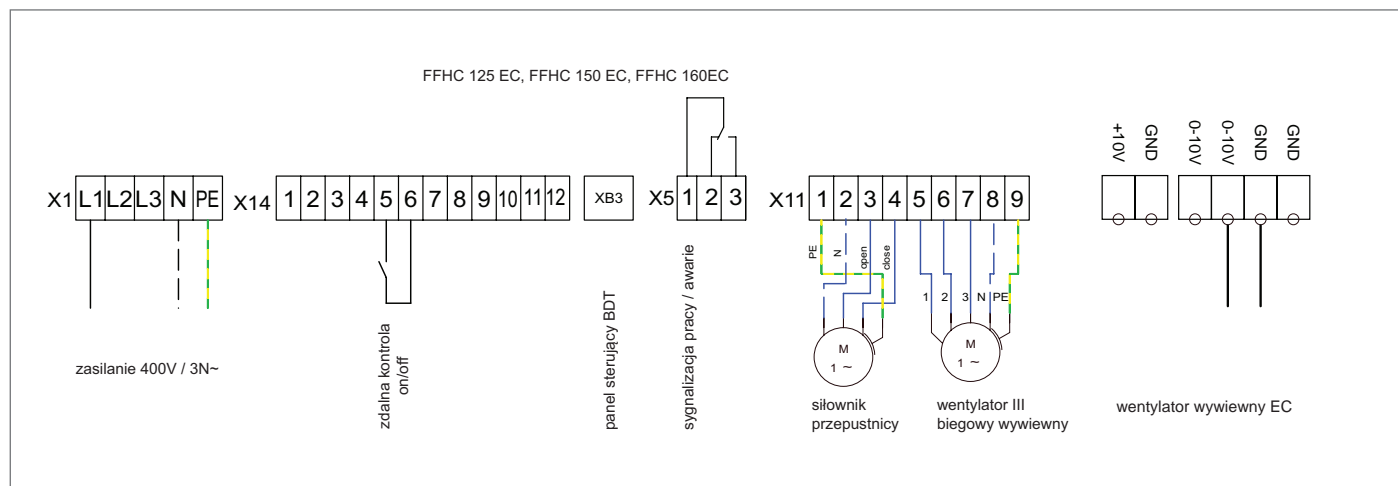 FFHC 125 EC, FFHC 150 EC, FFHC 160EC
+10V
GND
0-10V
0-10V
GND
GND
X1 L1 L2 L3 N PE
X14 1 2 3 4 5 6 7 8 9 10 11 12
XB3
X5 1 2 3
X11 1 2 3 4 5 6 7 8 9
PE
N
open
close
1 2 3 N PE
M
1 ~
M
1 ~
zasilanie 400V / 3N~
zdalna kontrola
on/off
panel sterujący BDT
sygnalizacja pracy / awarie
siłownik
przepustnicy
wentylator III
biegowy wywiewny
wentylator wywiewny EC